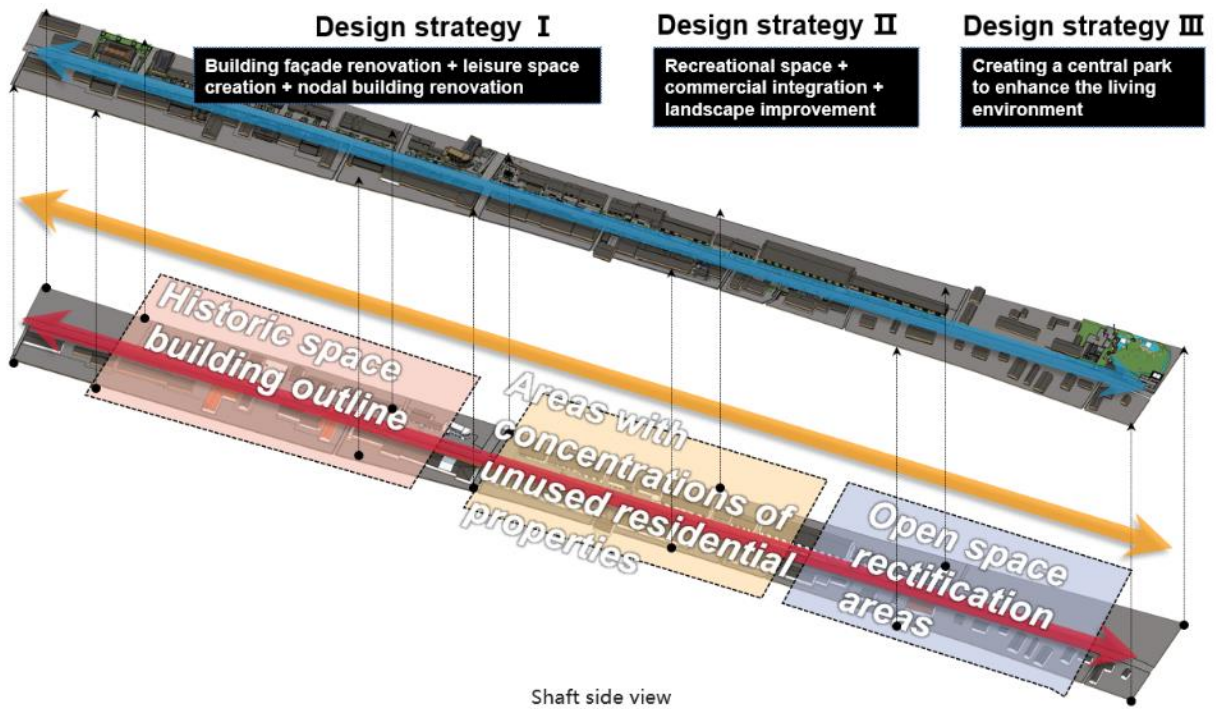 Design strategy Ⅰ
Building façade renovation + leisure space
creation + nodal building renovation
Design strategy Ⅱ
Recreational space +
commercial integration +
landscape improvement
Design strategy Ⅲ
Creating a central park
to enhance the living
environment
Historic space
building outline
Areas with
concentrations of
unused residential
properties
Open space
rectification
areas
Shaft side view